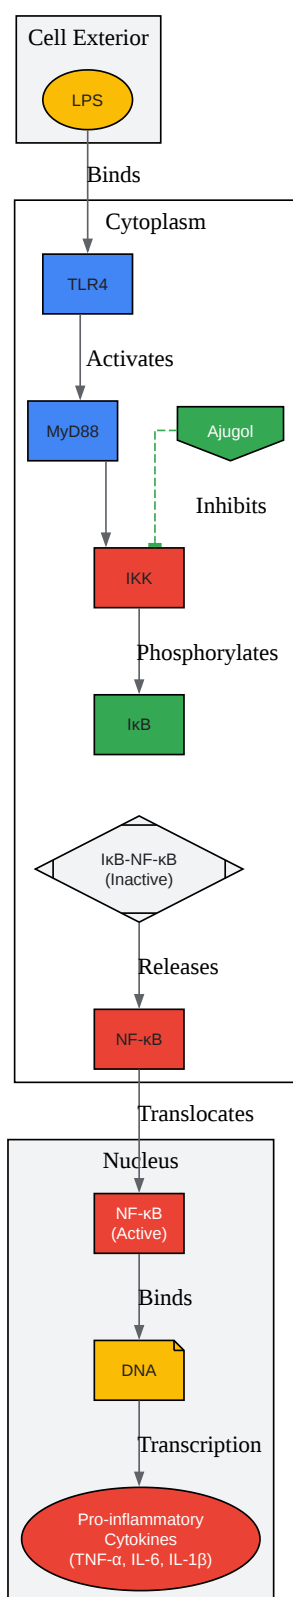 Cell Exterior
LPS
Binds
Cytoplasm
TLR4
Activates
MyD88
Ajugol
Inhibits
IKK
Phosphorylates
IκB
IκB-NF-κB
(Inactive)
Releases
NF-κB
Translocates
Nucleus
NF-κB
(Active)
Binds
DNA
Transcription
Pro-inflammatory
Cytokines
(TNF-α, IL-6, IL-1β)